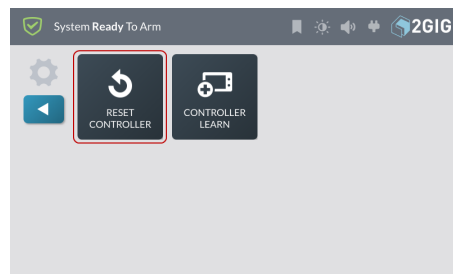 System Ready To Arm
2GIG
RESET
CONTROLLER
CONTROLLER
LEARN